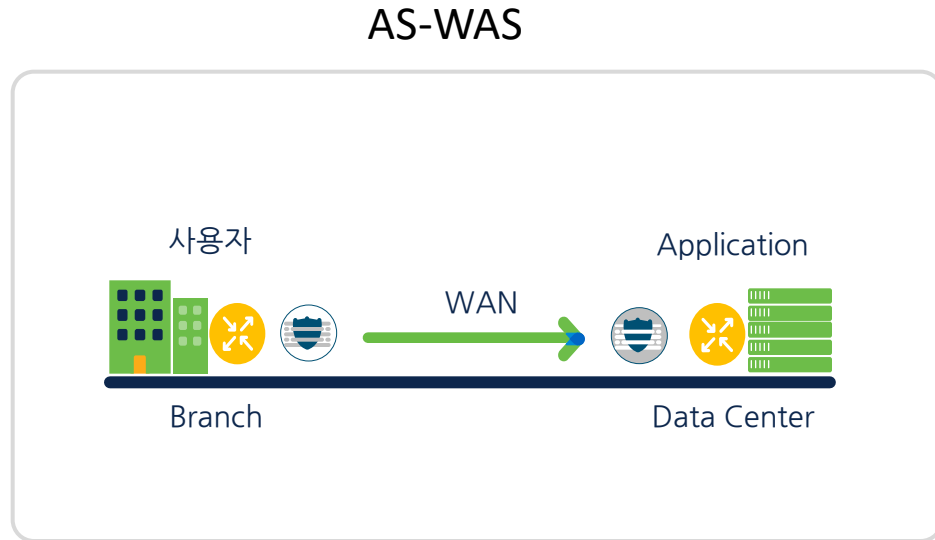 AS-WAS
사용자
Application
WAN
Branch
Data Center